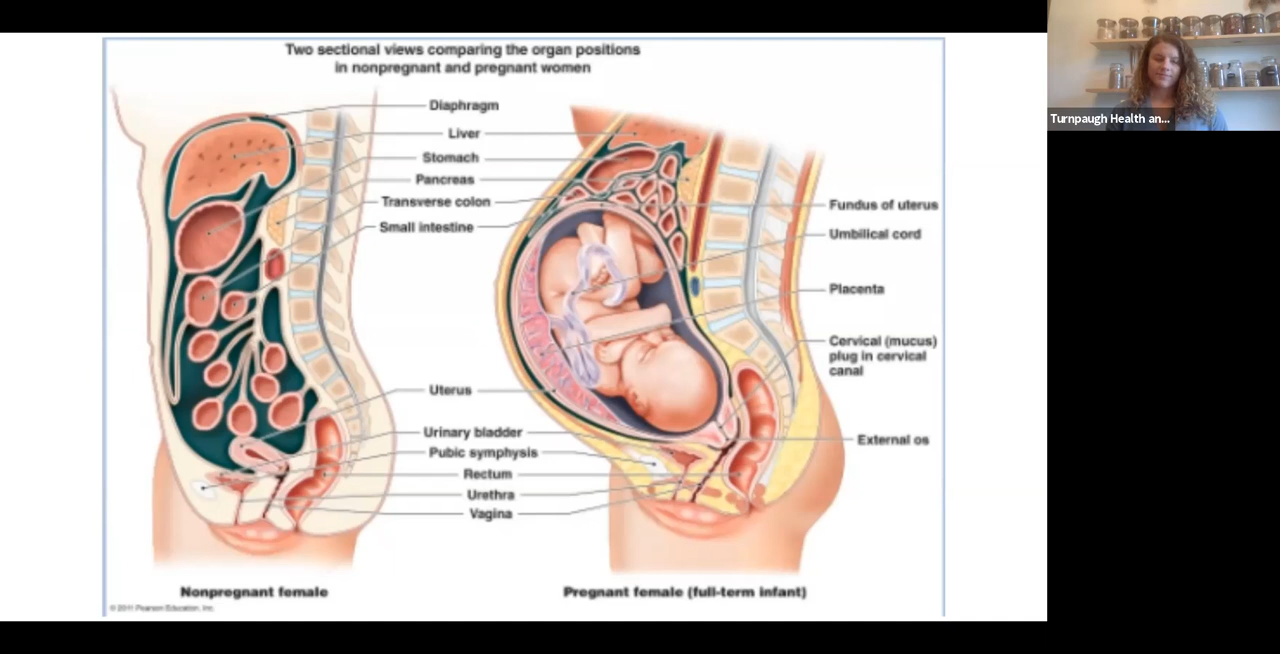 Two sectional views comparing the organ positions
in nonpregnant and pregnant women
Diaphragm
Liver
Stomach
Pancreas
Transverse colon
Small intestine
Uterus
Urinary bladder
Pubic symphysis
Rectum
Urethra
Vagina
Fundus of uterus
Umbilical cord
Placenta
Cervical (mucus)
plug in cervical
canal
External os
Nonpregnant female
Pregnant female (full-term infant)
© 2011 Pearson Education, Inc.
Turnpaugh Health an...